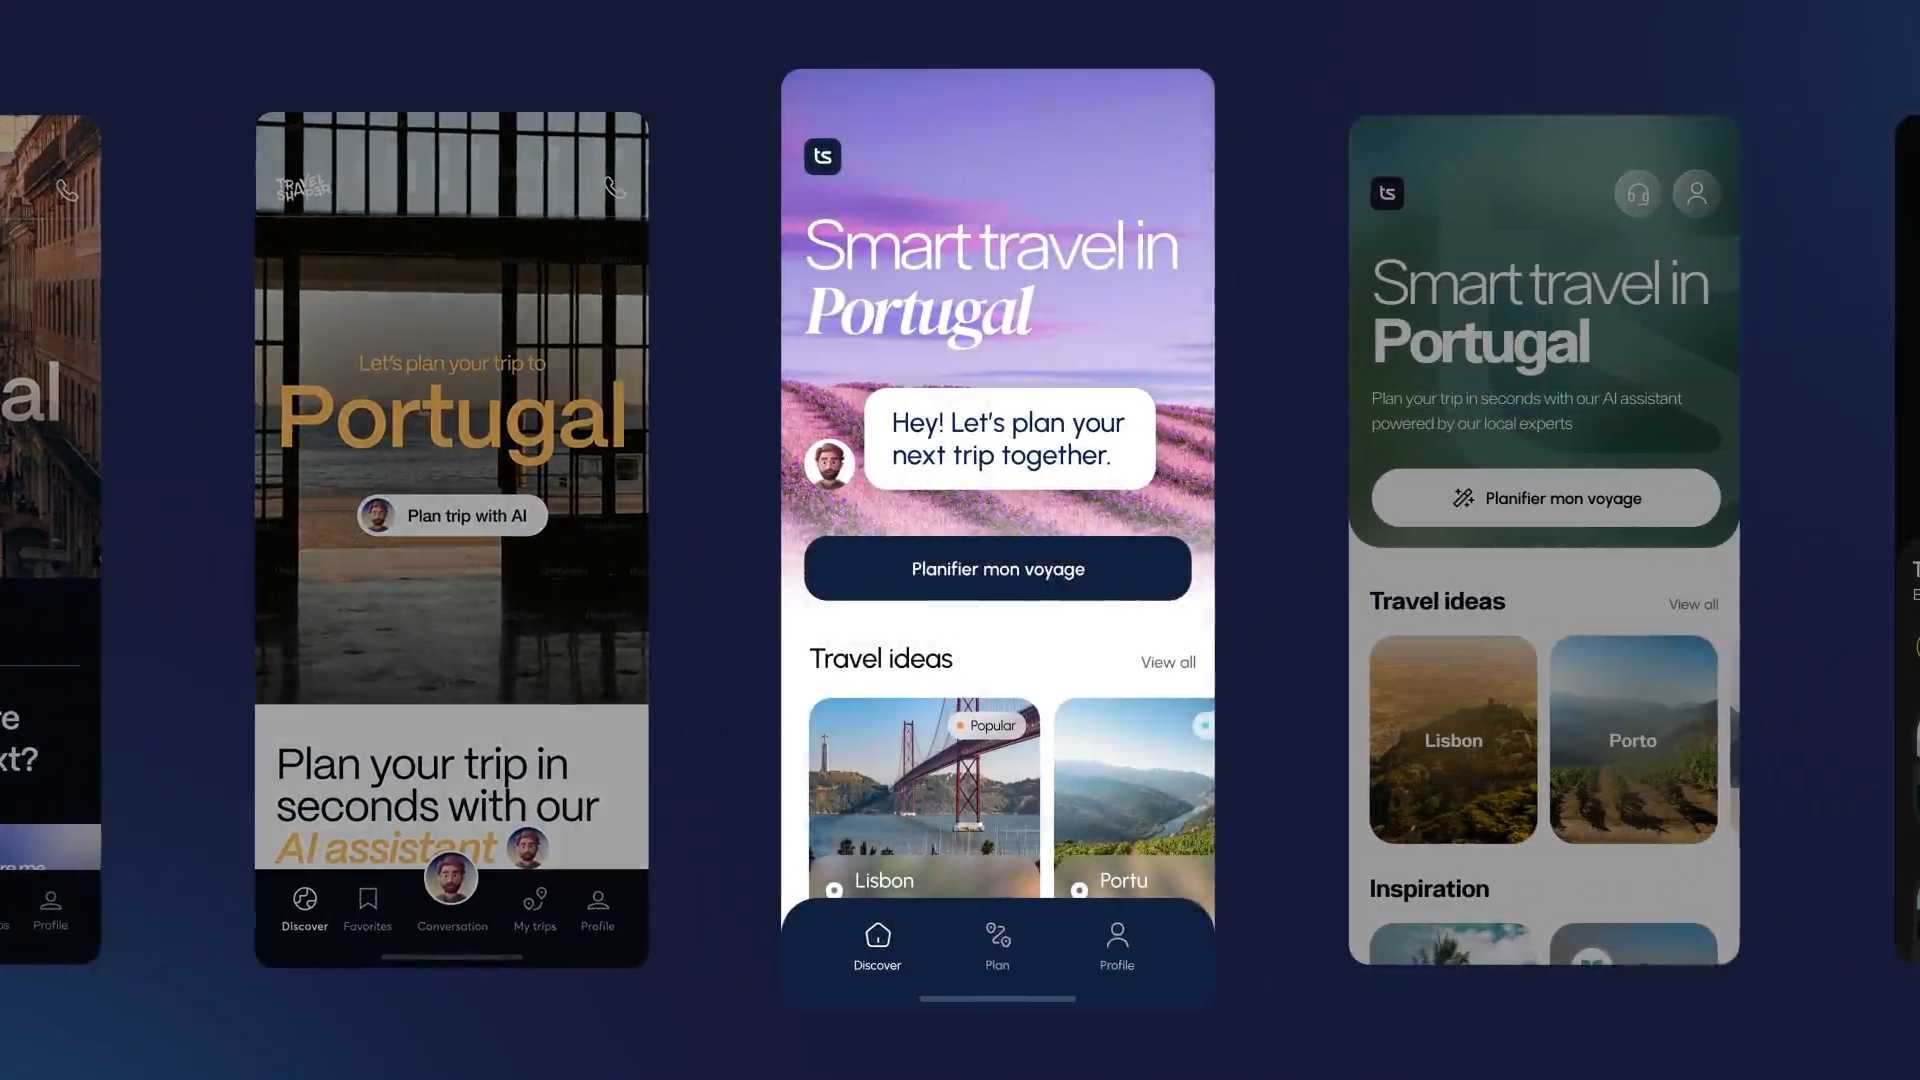 al
re
xt?
re me
ps
Profile
TRAVEL
SHAPER
Let's plan your trip to
Portugal
Plan trip with AI
Plan your trip in
seconds with our
AI assistant
Discover
Favorites
Conversation
My trips
Profile
ts
Smart travel in
Portugal
Hey! Let's plan your
next trip together.
Planifier mon voyage
Travel ideas
View all
Popular
Lisbon
Portu
Discover
Plan
Profile
ts
Smart travel in
Portugal
Plan your trip in seconds with our AI assistant
powered by our local experts
Planifier mon voyage
Travel ideas
View all
Lisbon
Porto
Inspiration